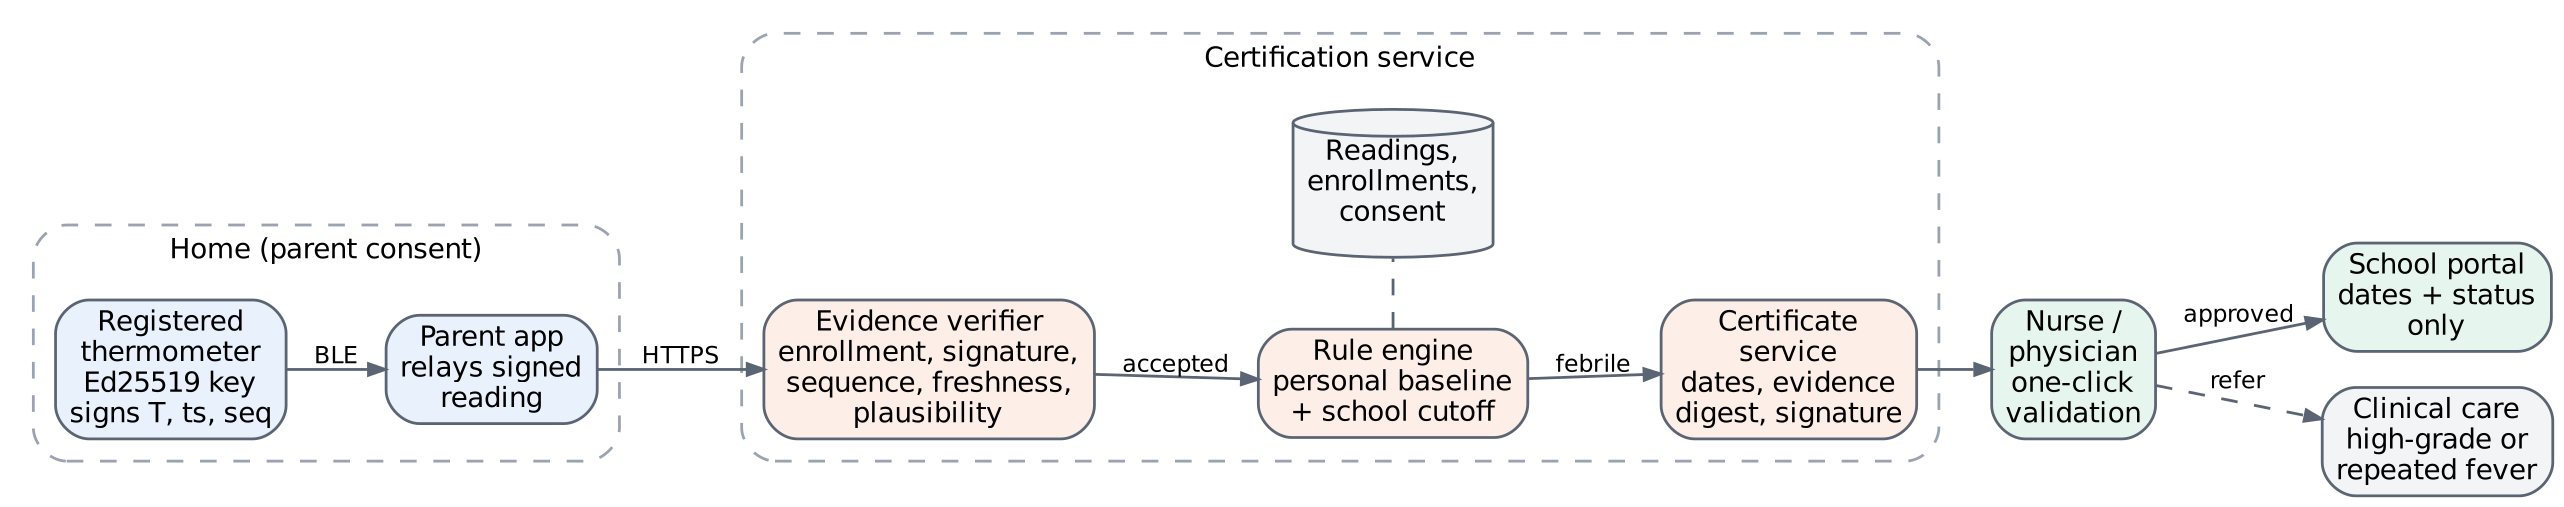 Certification service
Readings,
enrollments,
consent
Home (parent consent)
Registered
thermometer
Ed25519 key
signs T, ts, seq
BLE
Parent app
relays signed
reading
HTTPS
Evidence verifier
enrollment, signature,
sequence, freshness,
plausibility
accepted
Rule engine
personal baseline
+ school cutoff
febrile
Certificate
service
dates, evidence
digest, signature
Nurse /
physician
one-click
validation
approved
School portal
dates + status
only
refer
Clinical care
high-grade or
repeated fever